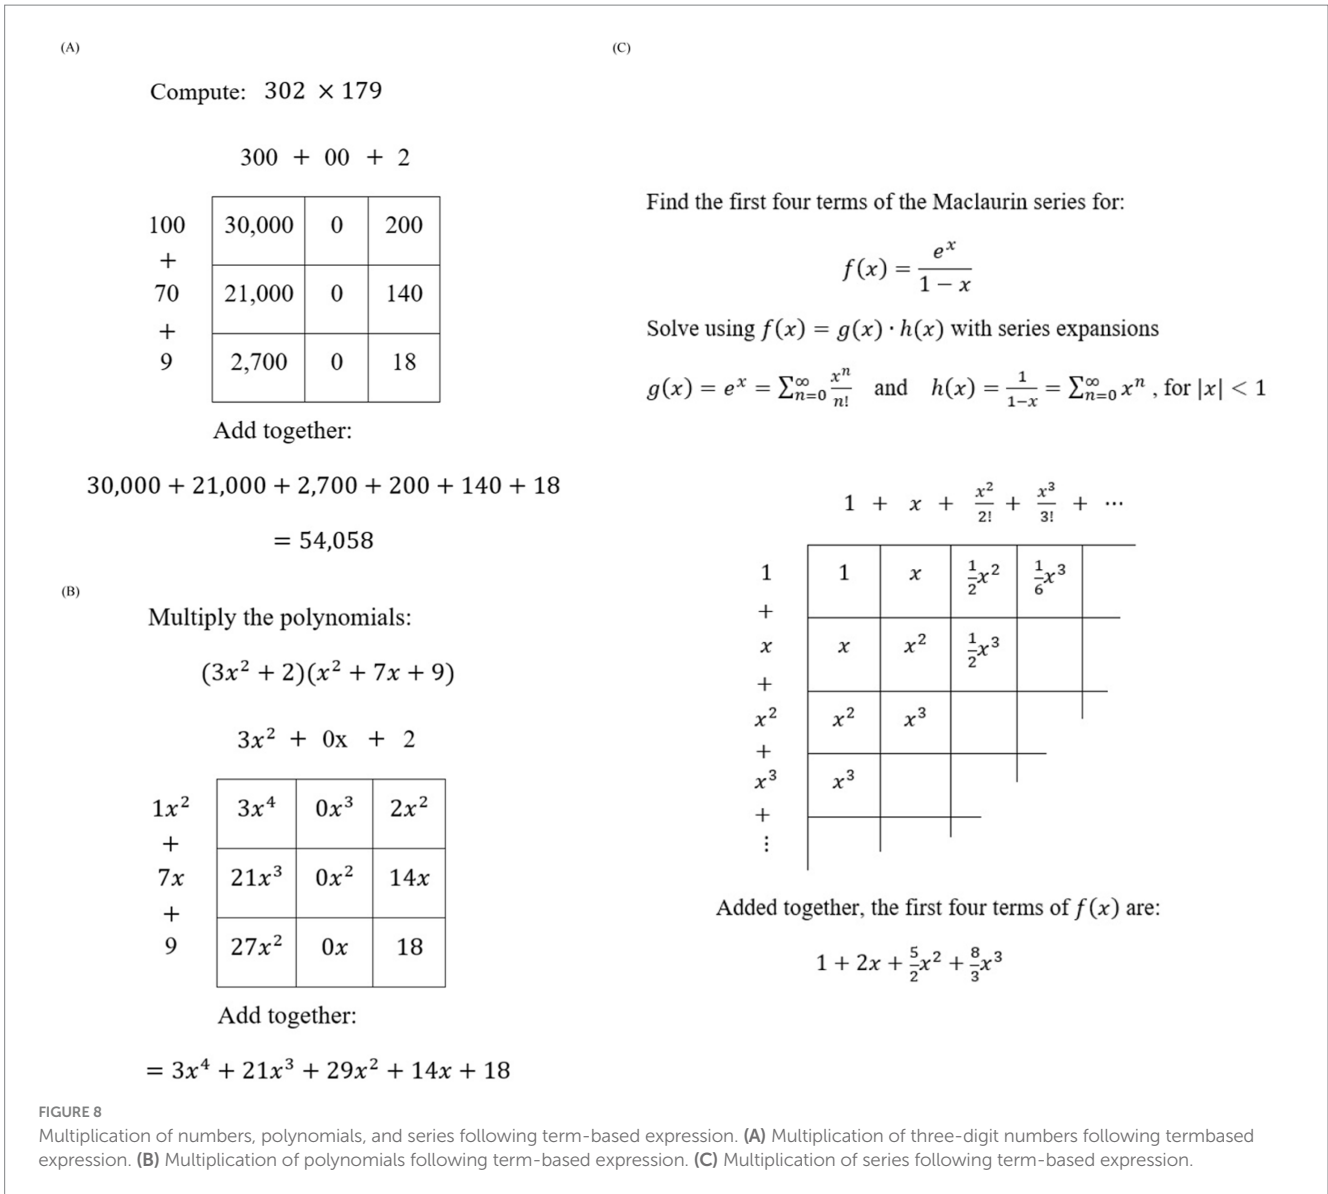 (A)
Compute: 302 × 179
300 + 00 + 2
100 30,000 0 200
+
70 21,000 0 140
+
9 2,700 0 18
Add together:
30,000 + 21,000 + 2,700 + 200 + 140 + 18
= 54,058
(B)
Multiply the polynomials:
(3x² + 2)(x² + 7x + 9)
3x² + 0x + 2
1x² 3x⁴ 0x³ 2x²
+
7x 21x³ 0x² 14x
+
9 27x² 0x 18
Add together:
= 3x⁴ + 21x³ + 29x² + 14x + 18
(C)
Find the first four terms of the Maclaurin series for:
f(x) = eˣ/(1 − x)
Solve using f(x) = g(x) · h(x) with series expansions
g(x) = eˣ = ∑ₙ₌₀^∞ xⁿ/n! and h(x) = 1/(1−x) = ∑ₙ₌₀^∞ xⁿ , for |x| < 1
1 + x + x²/2! + x³/3! + ⋯
1 1 x 1/2x² 1/6x³
+
x x x² 1/2x³
+
x² x² x³
+
x³ x³
+
⋮
Added together, the first four terms of f(x) are:
1 + 2x + 5/2x² + 8/3x³
FIGURE 8
Multiplication of numbers, polynomials, and series following term-based expression. (A) Multiplication of three-digit numbers following termbased
expression. (B) Multiplication of polynomials following term-based expression. (C) Multiplication of series following term-based expression.